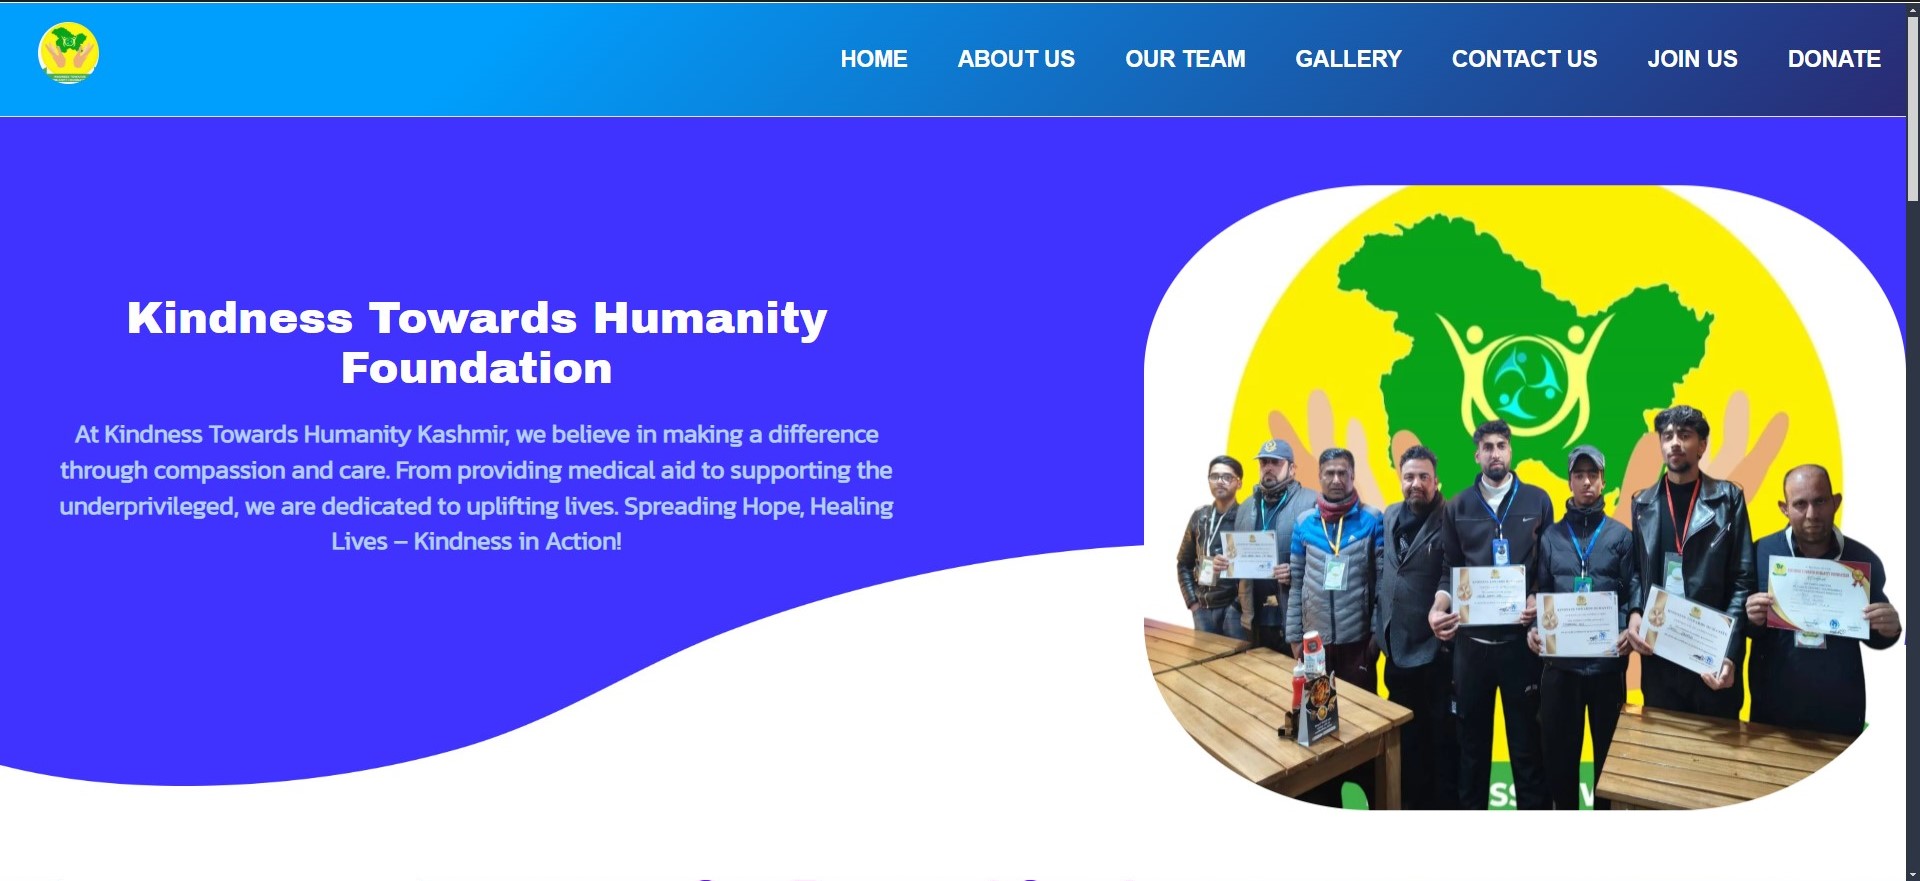 HOME ABOUT US OUR TEAM GALLERY CONTACT US JOIN US DONATE
Kindness Towards Humanity
Foundation
At Kindness Towards Humanity Kashmir, we believe in making a difference
through compassion and care. From providing medical aid to supporting the
underprivileged, we are dedicated to uplifting lives. Spreading Hope, Healing
Lives – Kindness in Action!